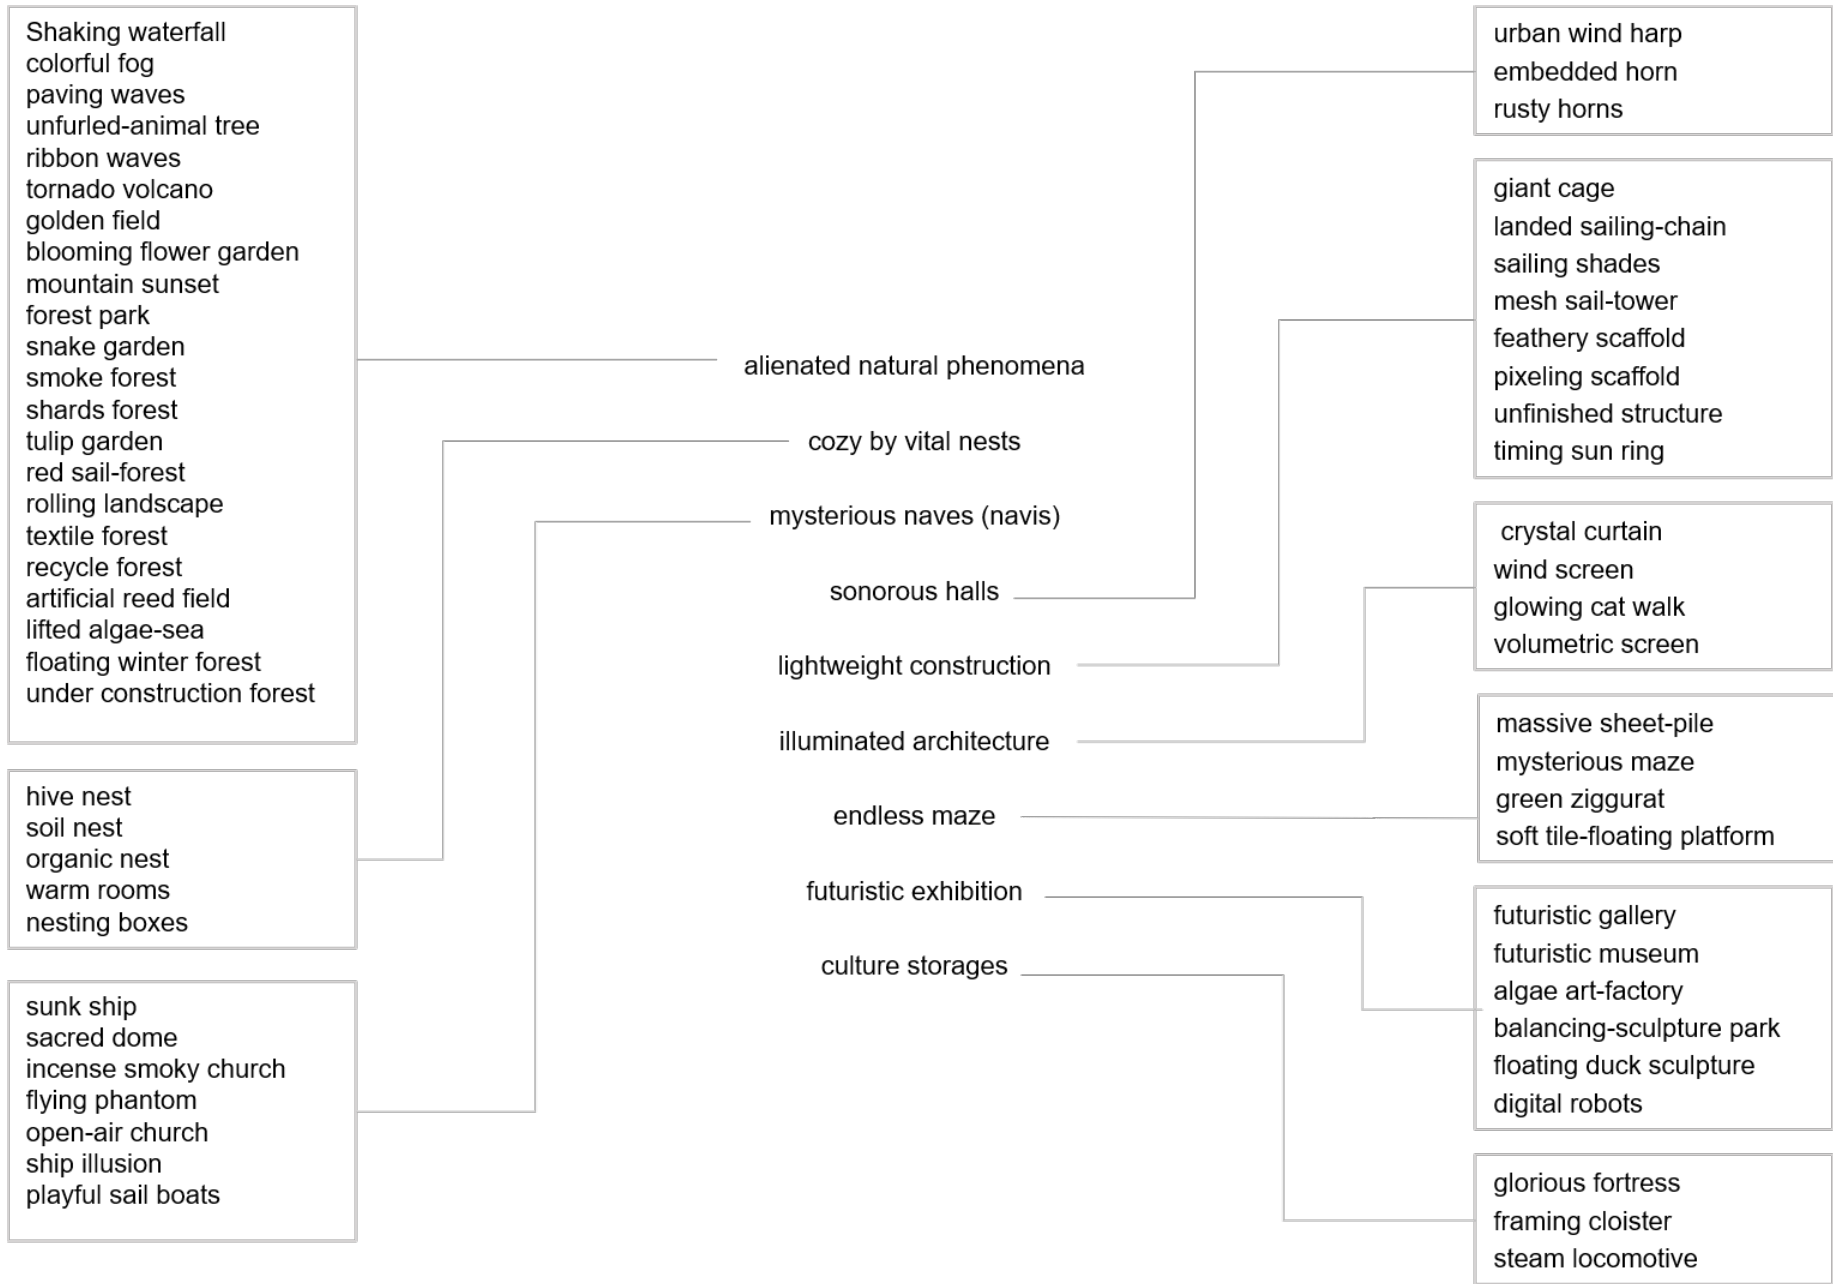 Shaking waterfall
colorful fog
paving waves
unfurled-animal tree
ribbon waves
tornado volcano
golden field
blooming flower garden
mountain sunset
forest park
snake garden
smoke forest
shards forest
tulip garden
red sail-forest
rolling landscape
textile forest
recycle forest
artificial reed field
lifted algae-sea
floating winter forest
under construction forest
hive nest
soil nest
organic nest
warm rooms
nesting boxes
sunk ship
sacred dome
incense smoky church
flying phantom
open-air church
ship illusion
playful sail boats
alienated natural phenomena
cozy by vital nests
mysterious naves (navis)
sonorous halls
lightweight construction
illuminated architecture
endless maze
futuristic exhibition
culture storages
urban wind harp
embedded horn
rusty horns
giant cage
landed sailing-chain
sailing shades
mesh sail-tower
feathery scaffold
pixeling scaffold
unfinished structure
timing sun ring
crystal curtain
wind screen
glowing cat walk
volumetric screen
massive sheet-pile
mysterious maze
green ziggurat
soft tile-floating platform
futuristic gallery
futuristic museum
algae art-factory
balancing-sculpture park
floating duck sculpture
digital robots
glorious fortress
framing cloister
steam locomotive